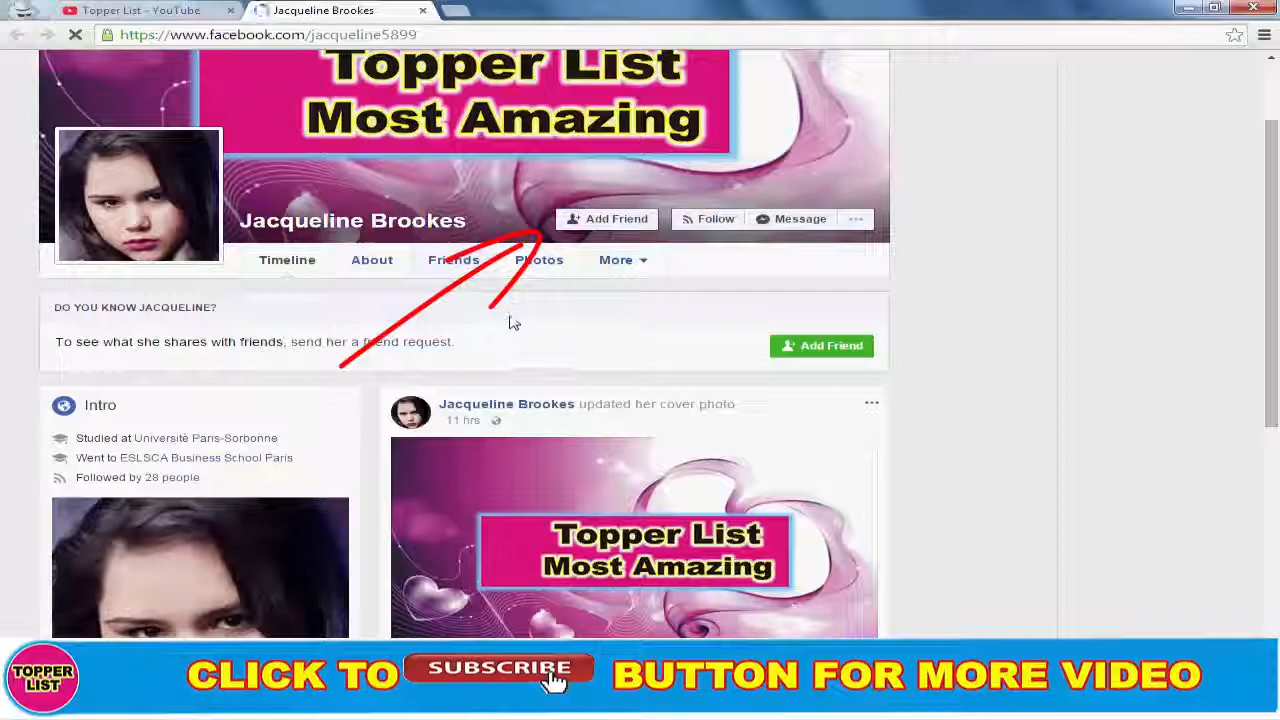 Topper List - YouTube
Jacqueline Brookes
https://www.facebook.com/jacqueline5899
Topper List
Most Amazing
Jacqueline Brookes
Add Friend
Follow
Message
Timeline
About
Friends
Photos
More
DO YOU KNOW JACQUELINE?
To see what she shares with friends, send her a friend request.
Add Friend
Intro
Studied at Université Paris-Sorbonne
Went to ESLSCA Business School Paris
Followed by 28 people
Jacqueline Brookes updated her cover photo
11 hrs
Topper List
Most Amazing
TOPPER
LIST
CLICK TO SUBSCRIBE BUTTON FOR MORE VIDEO